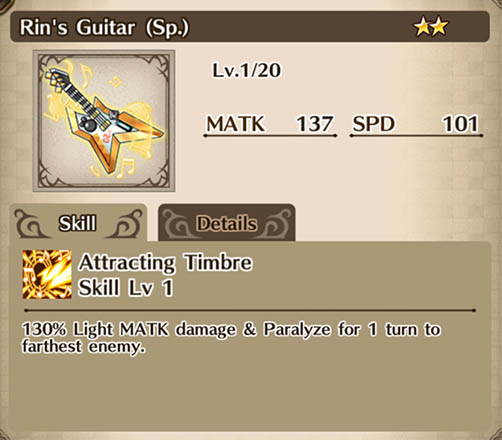 Rin's Guitar (Sp.)
Lv.1/20
MATK 137 SPD 101
02
Skill Details
Attracting Timbre
Skill Lv 1
130% Light MATK damage & Paralyze for 1 turn to
farthest enemy.